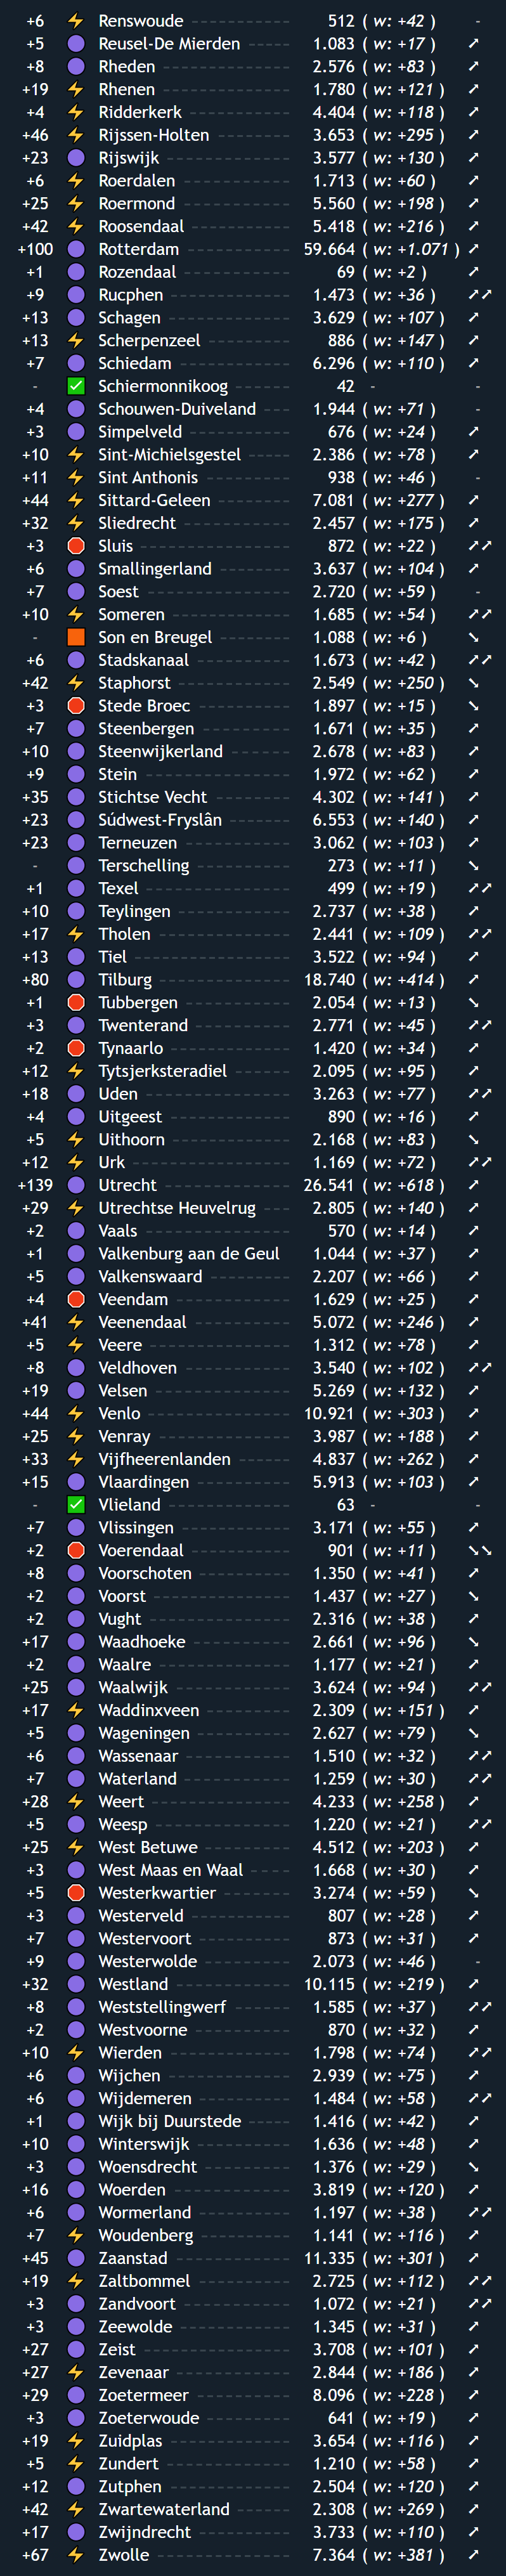 +6 ⚡ Renswoude 512 ( w: +42 ) -
+5 Reusel-De Mierden 1.083 ( w: +17 ) ➚
+8 Rheden 2.576 ( w: +83 ) ➚
+19 ⚡ Rhenen 1.780 ( w: +121 ) ➚
+4 ⚡ Ridderkerk 4.404 ( w: +118 ) ➚
+46 ⚡ Rijssen-Holten 3.653 ( w: +295 ) ➚
+23 Rijswijk 3.577 ( w: +130 ) ➚
+6 ⚡ Roerdalen 1.713 ( w: +60 ) ➚
+25 ⚡ Roermond 5.560 ( w: +198 ) ➚
+42 ⚡ Roosendaal 5.418 ( w: +216 ) ➚
+100 Rotterdam 59.664 ( w: +1.071 ) ➚
+1 Rozendaal 69 ( w: +2 ) ➚
+9 Rucphen 1.473 ( w: +36 ) ➚➚
+13 Schagen 3.629 ( w: +107 ) ➚
+13 ⚡ Scherpenzeel 886 ( w: +147 ) ➚
+7 Schiedam 6.296 ( w: +110 ) ➚
- ✅ Schiermonnikoog 42 - -
+4 Schouwen-Duiveland 1.944 ( w: +71 ) -
+3 Simpelveld 676 ( w: +24 ) ➚
+10 ⚡ Sint-Michielsgestel 2.386 ( w: +78 ) ➚
+11 ⚡ Sint Anthonis 938 ( w: +46 ) -
+44 ⚡ Sittard-Geleen 7.081 ( w: +277 ) ➚
+32 ⚡ Sliedrecht 2.457 ( w: +175 ) ➚
+3 Sluis 872 ( w: +22 ) ➚➚
+6 Smallingerland 3.637 ( w: +104 ) ➚
+7 Soest 2.720 ( w: +59 ) -
+10 ⚡ Someren 1.685 ( w: +54 ) ➚➚
- Son en Breugel 1.088 ( w: +6 ) ➘
+6 Stadskanaal 1.673 ( w: +42 ) ➚➚
+42 ⚡ Staphorst 2.549 ( w: +250 ) ➘
+3 Stede Broec 1.897 ( w: +15 ) ➘
+7 Steenbergen 1.671 ( w: +35 ) ➚
+10 Steenwijkerland 2.678 ( w: +83 ) ➚
+9 Stein 1.972 ( w: +62 ) ➚
+35 Stichtse Vecht 4.302 ( w: +141 ) ➚
+23 Súdwest-Fryslân 6.553 ( w: +140 ) ➚
+23 Terneuzen 3.062 ( w: +103 ) ➚
- Terschelling 273 ( w: +11 ) ➘
+1 Texel 499 ( w: +19 ) ➚➚
+10 Teylingen 2.737 ( w: +38 ) ➚
+17 ⚡ Tholen 2.441 ( w: +109 ) ➚➚
+13 Tiel 3.522 ( w: +94 ) ➚
+80 Tilburg 18.740 ( w: +414 ) ➚
+1 Tubbergen 2.054 ( w: +13 ) ➘
+3 Twenterand 2.771 ( w: +45 ) ➚➚
+2 Tynaarlo 1.420 ( w: +34 ) ➚
+12 ⚡ Tytsjerksteradiel 2.095 ( w: +95 ) ➚
+18 Uden 3.263 ( w: +77 ) ➚➚
+4 Uitgeest 890 ( w: +16 ) ➚
+5 ⚡ Uithoorn 2.168 ( w: +83 ) ➘
+12 ⚡ Urk 1.169 ( w: +72 ) ➚➚
+139 Utrecht 26.541 ( w: +618 ) ➚
+29 ⚡ Utrechtse Heuvelrug 2.805 ( w: +140 ) ➚
+2 Vaals 570 ( w: +14 ) ➚
+1 Valkenburg aan de Geul 1.044 ( w: +37 ) ➚
+5 Valkenswaard 2.207 ( w: +66 ) ➚
+4 Veendam 1.629 ( w: +25 ) ➚
+41 ⚡ Veenendaal 5.072 ( w: +246 ) ➚
+5 ⚡ Veere 1.312 ( w: +78 ) ➚
+8 Veldhoven 3.540 ( w: +102 ) ➚➚
+19 Velsen 5.269 ( w: +132 ) ➚
+44 ⚡ Venlo 10.921 ( w: +303 ) ➚
+25 ⚡ Venray 3.987 ( w: +188 ) ➚
+33 ⚡ Vijfheerenlanden 4.837 ( w: +262 ) ➚
+15 Vlaardingen 5.913 ( w: +103 ) ➚
- ✅ Vlieland 63 - -
+7 Vlissingen 3.171 ( w: +55 ) ➚
+2 Voerendaal 901 ( w: +11 ) ➘➘
+8 Voorschoten 1.350 ( w: +41 ) ➚
+2 Voorst 1.437 ( w: +27 ) ➘
+2 Vught 2.316 ( w: +38 ) ➚
+17 Waadhoeke 2.661 ( w: +96 ) ➘
+2 Waalre 1.177 ( w: +21 ) ➚
+25 Waalwijk 3.624 ( w: +94 ) ➚➚
+17 ⚡ Waddinxveen 2.309 ( w: +151 ) ➚
+5 Wageningen 2.627 ( w: +79 ) ➘
+6 Wassenaar 1.510 ( w: +32 ) ➚➚
+7 Waterland 1.259 ( w: +30 ) ➚➚
+28 ⚡ Weert 4.233 ( w: +258 ) ➚
+5 Weesp 1.220 ( w: +21 ) ➚➚
+25 ⚡ West Betuwe 4.512 ( w: +203 ) ➚
+3 West Maas en Waal 1.668 ( w: +30 ) ➚
+5 Westerkwartier 3.274 ( w: +59 ) ➘
+3 Westerveld 807 ( w: +28 ) ➚
+7 Westervoort 873 ( w: +31 ) ➚
+9 Westerwolde 2.073 ( w: +46 ) -
+32 Westland 10.115 ( w: +219 ) ➚
+8 Weststellingwerf 1.585 ( w: +37 ) ➚➚
+2 Westvoorne 870 ( w: +32 ) ➚
+10 ⚡ Wierden 1.798 ( w: +74 ) ➚➚
+6 Wijchen 2.939 ( w: +75 ) ➚
+6 Wijdemeren 1.484 ( w: +58 ) ➚➚
+1 Wijk bij Duurstede 1.416 ( w: +42 ) ➚
+10 Winterswijk 1.636 ( w: +48 ) ➚
+3 Woensdrecht 1.376 ( w: +29 ) ➘
+16 Woerden 3.819 ( w: +120 ) ➚
+6 Wormerland 1.197 ( w: +38 ) ➚➚
+7 ⚡ Woudenberg 1.141 ( w: +116 ) ➚
+45 Zaanstad 11.335 ( w: +301 ) ➚
+19 ⚡ Zaltbommel 2.725 ( w: +112 ) ➚➚
+3 Zandvoort 1.072 ( w: +21 ) ➚➚
+3 Zeewolde 1.345 ( w: +31 ) ➚
+27 Zeist 3.708 ( w: +101 ) ➚
+27 ⚡ Zevenaar 2.844 ( w: +186 ) ➚
+29 Zoetermeer 8.096 ( w: +228 ) ➚
+3 Zoeterwoude 641 ( w: +19 ) ➚
+19 ⚡ Zuidplas 3.654 ( w: +116 ) ➚
+5 ⚡ Zundert 1.210 ( w: +58 ) ➚
+12 Zutphen 2.504 ( w: +120 ) ➚
+42 ⚡ Zwartewaterland 2.308 ( w: +269 ) ➚
+17 Zwijndrecht 3.733 ( w: +110 ) ➚
+67 ⚡ Zwolle 7.364 ( w: +381 ) ➚